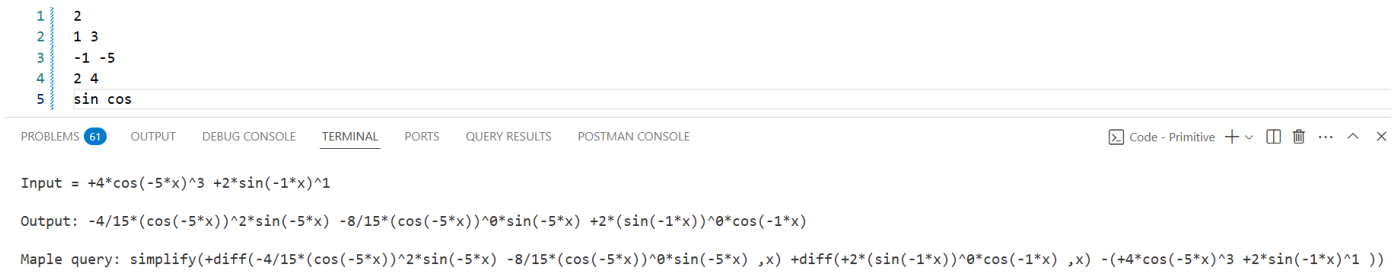 1 2
2 1 3
3 -1 -5
4 2 4
5 sin cos
PROBLEMS 61 OUTPUT DEBUG CONSOLE TERMINAL PORTS QUERY RESULTS POSTMAN CONSOLE Code - Primitive
Input = +4*cos(-5*x)^3 +2*sin(-1*x)^1
Output: -4/15*(cos(-5*x))^2*sin(-5*x) -8/15*(cos(-5*x))^0*sin(-5*x) +2*(sin(-1*x))^0*cos(-1*x)
Maple query: simplify(+diff(-4/15*(cos(-5*x))^2*sin(-5*x) -8/15*(cos(-5*x))^0*sin(-5*x) ,x) +diff(+2*(sin(-1*x))^0*cos(-1*x) ,x) -(+4*cos(-5*x)^3 +2*sin(-1*x)^1 ))